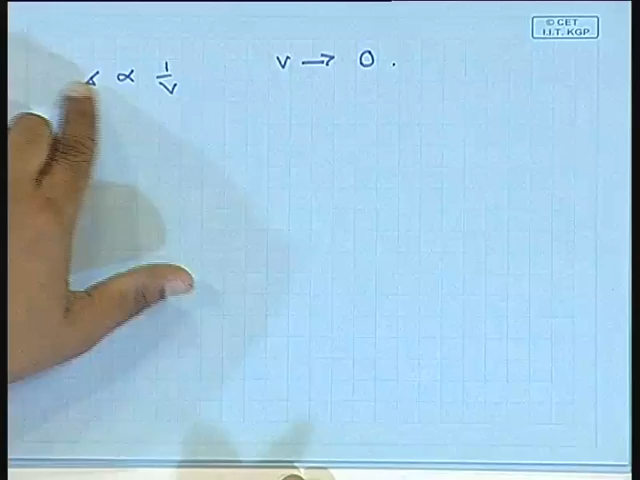 © CET
I.I.T. KGP
∝ 1/v v → 0 .